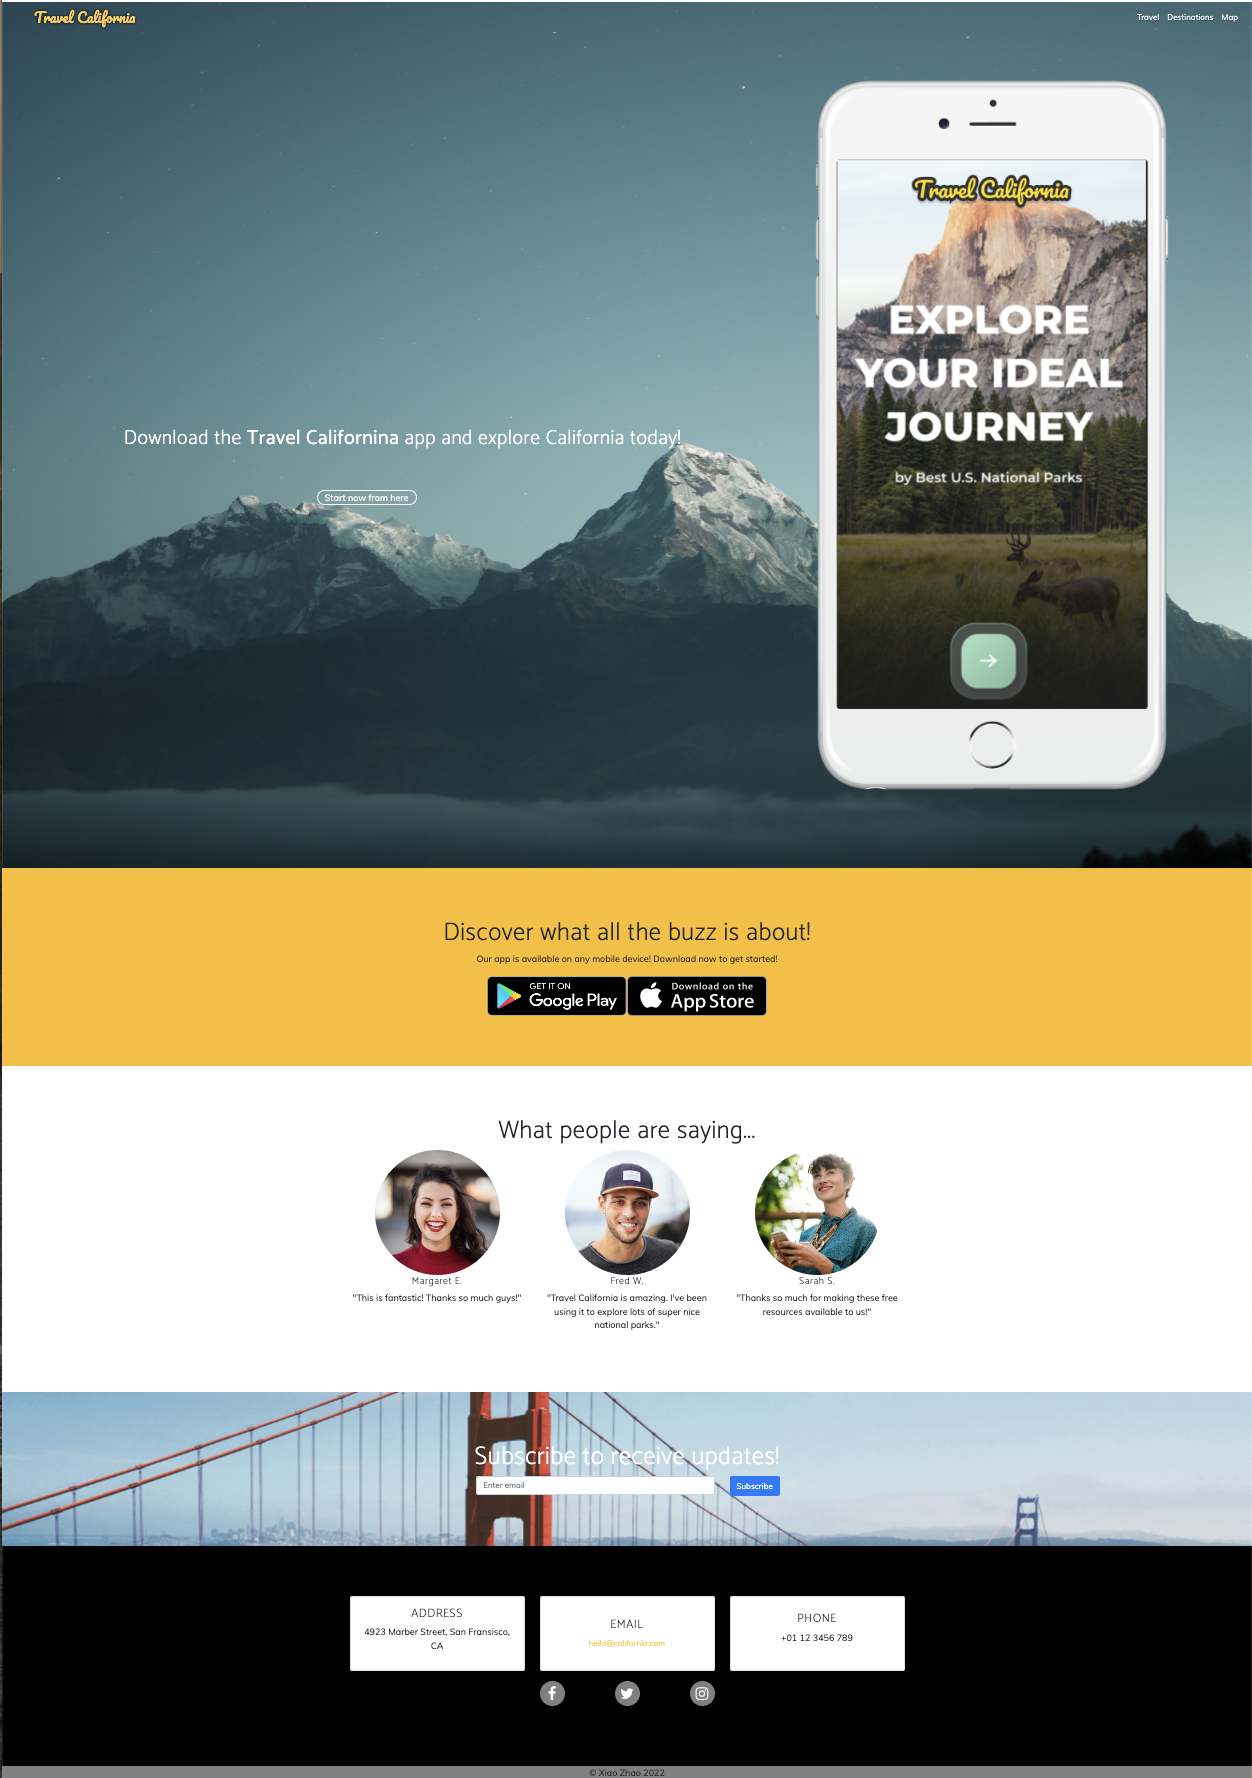 Travel California
Travel Destinations Map
Travel California
EXPLORE
YOUR IDEAL
JOURNEY
by Best U.S. National Parks
Download the Travel Californina app and explore California today!
Start now from here
Discover what all the buzz is about!
Our app is available on any mobile device! Download now to get started!
GET IT ON
Google Play
Download on the
App Store
What people are saying...
Margaret E.
"This is fantastic! Thanks so much guys!"
Fred W.
"Travel California is amazing. I've been
using it to explore lots of super nice
national parks."
Sarah S.
"Thanks so much for making these free
resources available to us!"
Subscribe to receive updates!
Enter email
Subscribe
ADDRESS
4923 Marber Street, San Fransisco,
CA
EMAIL
hello@california.com
PHONE
+01 12 3456 789
© Xiao Zhao 2022